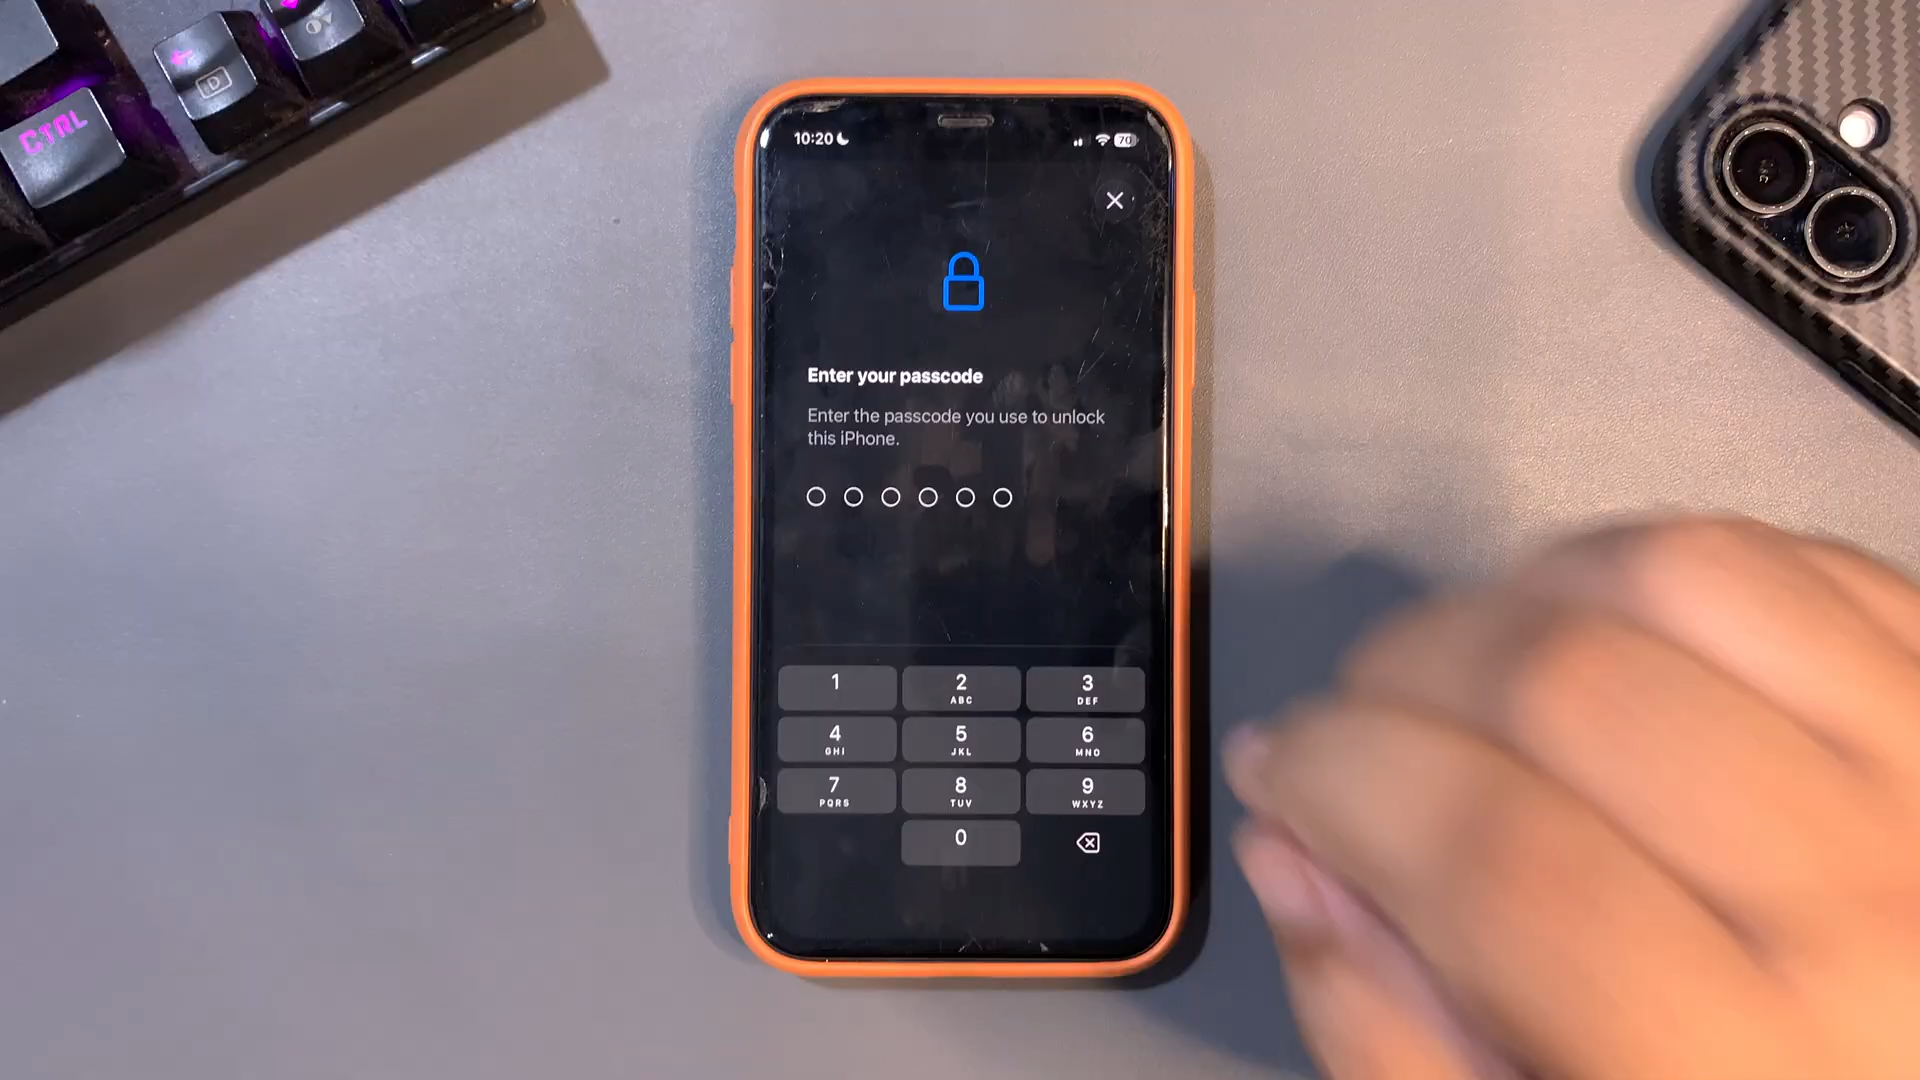 CTRL
D
10:20
70
Enter your passcode
Enter the passcode you use to unlock
this iPhone.
1
2
ABC
3
DEF
4
GHI
5
JKL
6
MNO
7
PQRS
8
TUV
9
WXYZ
0